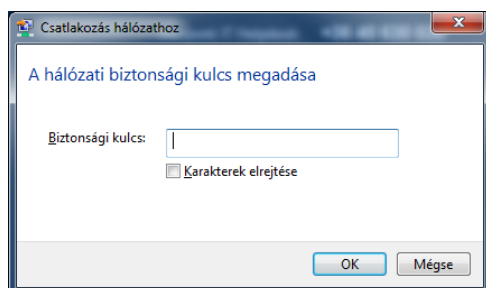 Csatlakozás hálózathoz
A hálózati biztonsági kulcs megadása
Biztonsági kulcs:
Karakterek elrejtése
OK Mégse